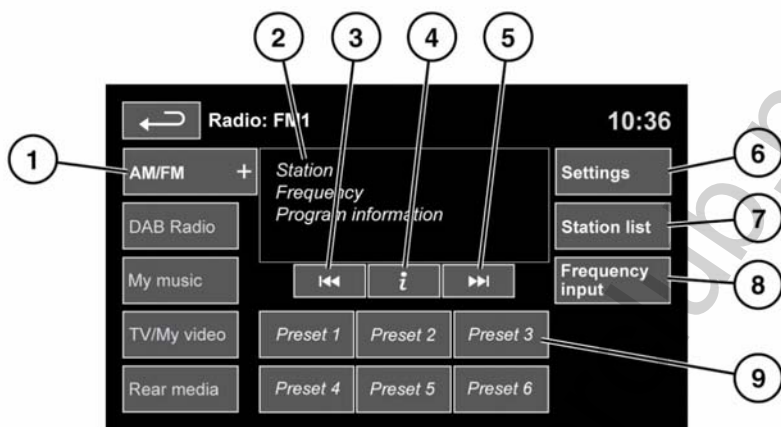 2 3 4 5
Radio: FM1 10:36
1
AM/FM + Station Settings 6
Frequency
Program information
DAB Radio Station list 7
My music i Frequency input 8
TV/My video Preset 1 Preset 2 Preset 3
9
Rear media Preset 4 Preset 5 Preset 6